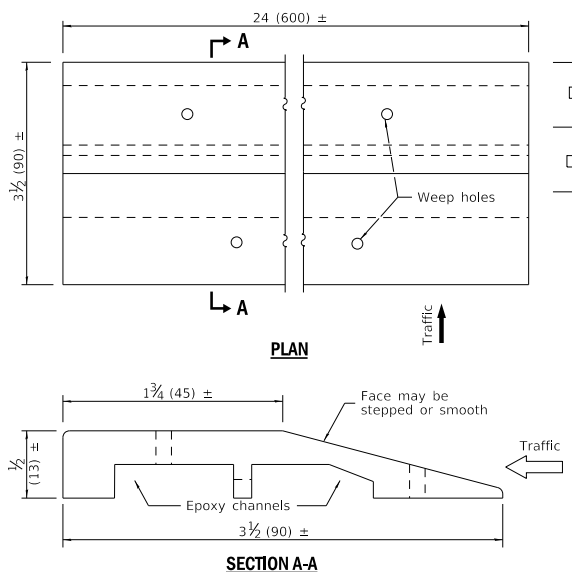 24 (600) ±
A
3½ (90) ±
Weep holes
A
Traffic
PLAN
1¾ (45) ±
Face may be
stepped or smooth
½
(13) ±
Traffic
Epoxy channels
3½ (90) ±
SECTION A-A